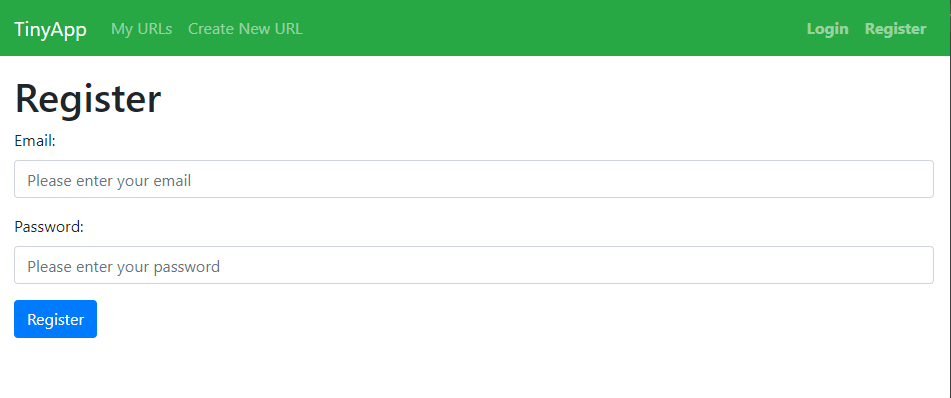 TinyApp My URLs Create New URL Login Register
Register
Email:
Please enter your email
Password:
Please enter your password
Register